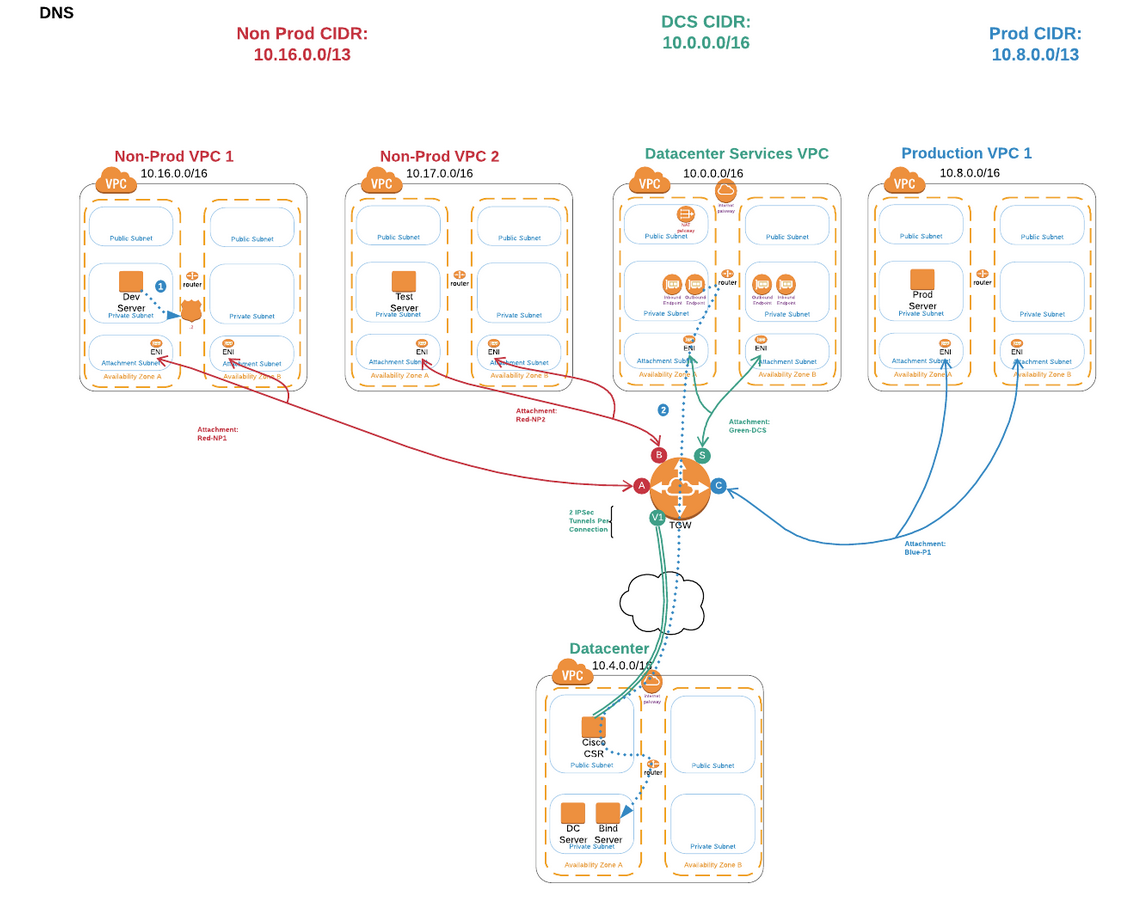 DNS
Non Prod CIDR:
10.16.0.0/13
DCS CIDR:
10.0.0.0/16
Prod CIDR:
10.8.0.0/13
Non-Prod VPC 1
10.16.0.0/16
VPC
Public Subnet
Public Subnet
Dev
Server
1
router
Private Subnet
Private Subnet
ENI
ENI
Attachment Subnet
Attachment Subnet
Availability Zone A
Availability Zone B
Non-Prod VPC 2
10.17.0.0/16
VPC
Public Subnet
Public Subnet
Test
Server
router
Private Subnet
Private Subnet
ENI
ENI
Attachment Subnet
Attachment Subnet
Availability Zone A
Availability Zone B
Datacenter Services VPC
10.0.0.0/16
VPC
Internet
gateway
NAT
gateway
Public Subnet
Public Subnet
router
Inbound
Endpoint
Outbound
Endpoint
Outbound
Endpoint
Inbound
Endpoint
Private Subnet
Private Subnet
ENI
ENI
Attachment Subnet
Attachment Subnet
Availability Zone A
Availability Zone B
Production VPC 1
10.8.0.0/16
VPC
Public Subnet
Public Subnet
Prod
Server
router
Private Subnet
Private Subnet
ENI
ENI
Attachment Subnet
Attachment Subnet
Availability Zone A
Availability Zone B
Attachment:
Red-NP1
Attachment:
Red-NP2
2
Attachment:
Green-DCS
B
S
A
C
V1
TGW
2 IPSec
Tunnels Per
Connection
Attachment:
Blue-P1
Datacenter
10.4.0.0/16
VPC
Internet
gateway
Cisco
CSR
Public Subnet
Public Subnet
router
DC
Server
Bind
Server
Private Subnet
Private Subnet
Availability Zone A
Availability Zone B